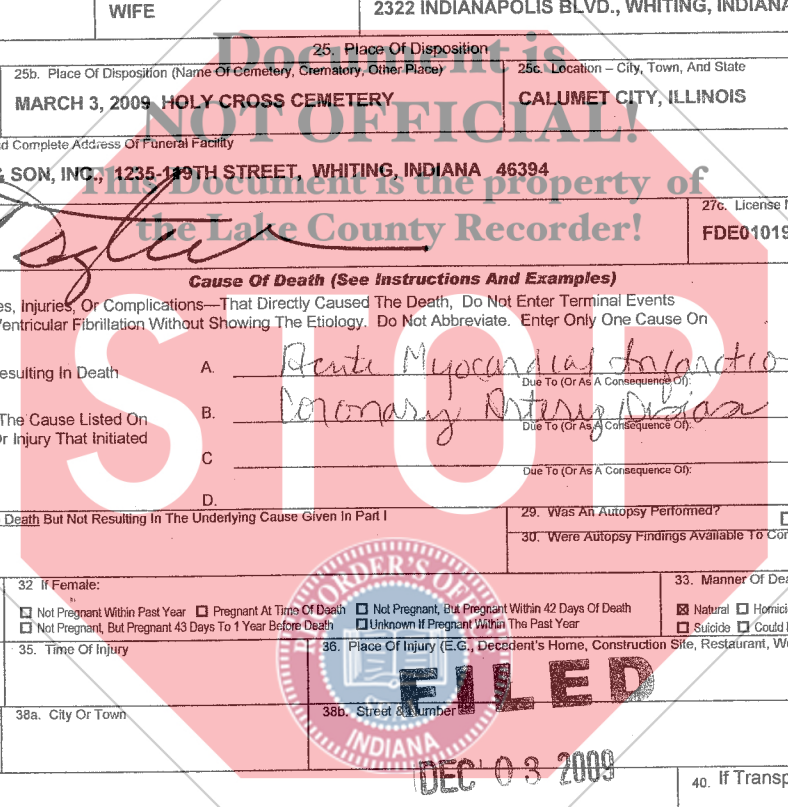 WIFE
2322 INDIANAPOLIS BLVD., WHITING, INDIANA
Document is
NOT OFFICIAL!
This Document is the property of
the Lake County Recorder!
STOP
25. Place Of Disposition
25b. Place Of Disposition (Name Of Cemetery, Crematory, Other Place)
25c. Location – City, Town, And State
MARCH 3, 2009 HOLY CROSS CEMETERY
CALUMET CITY, ILLINOIS
d Complete Address Of Funeral Facility
SON, INC., 1235-119TH STREET, WHITING, INDIANA 46394
27c. License
FDE01019
Cause Of Death (See Instructions And Examples)
es, Injuries, Or Complications—That Directly Caused The Death, Do Not Enter Terminal Events
Ventricular Fibrillation Without Showing The Etiology. Do Not Abbreviate. Enter Only One Cause On
esulting In Death
A. Acute Myocardial Infarctio
Due To (Or As A Consequence Of):
The Cause Listed On
B. Coronary Artery Disease
Or Injury That Initiated
Due To (Or As A Consequence Of):
C
Due To (Or As A Consequence Of):
D.
Death But Not Resulting In The Underlying Cause Given In Part I
29. Was An Autopsy Performed?
30. Were Autopsy Findings Available To Co
32 If Female:
33. Manner Of Dea
☐ Not Pregnant Within Past Year ☐ Pregnant At Time Of Death ☐ Not Pregnant, But Pregnant Within 42 Days Of Death
☒ Natural ☐ Homici
☐ Not Pregnant, But Pregnant 43 Days To 1 Year Before Death ☐ Unknown If Pregnant Within The Past Year
☐ Suicide ☐ Could
35. Time Of Injury
36. Place Of Injury (E.G., Decedent's Home, Construction Site, Restaurant, Wo
RECORDER'S OFFICE
SEAL
INDIANA
FILED
38a. City Or Town
38b. Street & Number
DEC 03 2009
40. If Transp